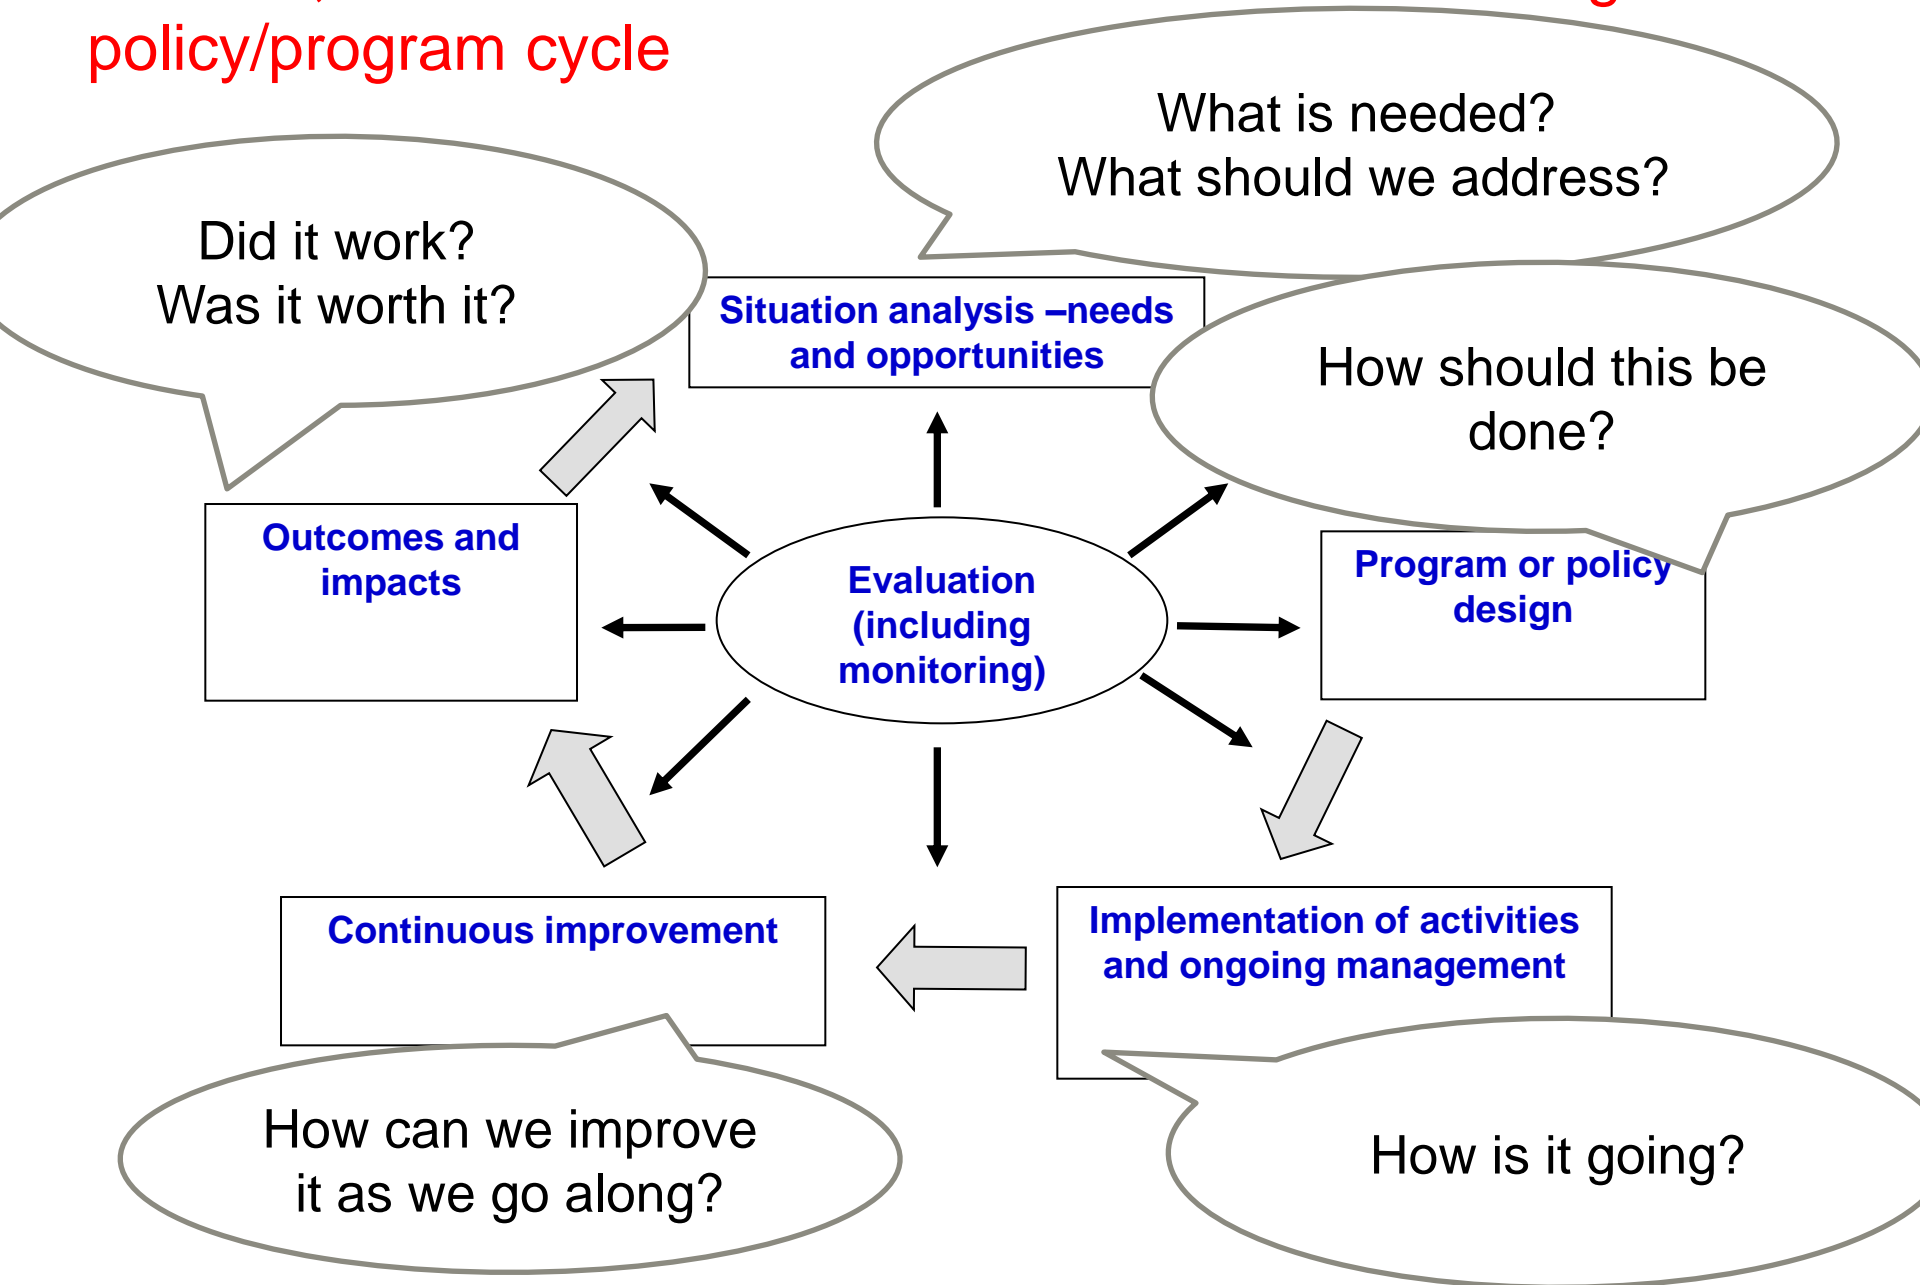 policy/program cycle
What is needed?
What should we address?
Did it work?
Was it worth it?
Situation analysis –needs
and opportunities
How should this be
done?
Outcomes and
impacts
Evaluation
(including
monitoring)
Program or policy
design
Continuous improvement
Implementation of activities
and ongoing management
How can we improve
it as we go along?
How is it going?